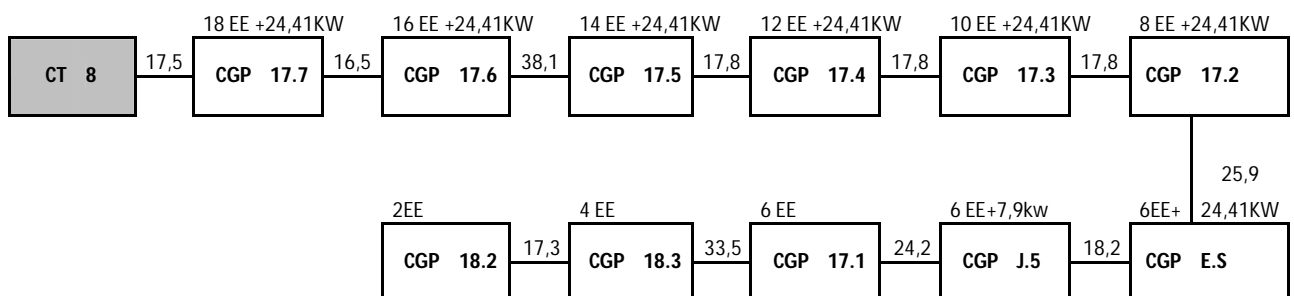 18 EE +24,41KW 16 EE +24,41KW 14 EE +24,41KW 12 EE +24,41KW 10 EE +24,41KW 8 EE +24,41KW
CT 8 17,5 CGP 17.7 16,5 CGP 17.6 38,1 CGP 17.5 17,8 CGP 17.4 17,8 CGP 17.3 17,8 CGP 17.2
25,9
2EE 4 EE 6 EE 6 EE+7,9kw 6EE+ 24,41KW
CGP 18.2 17,3 CGP 18.3 33,5 CGP 17.1 24,2 CGP J.5 18,2 CGP E.S